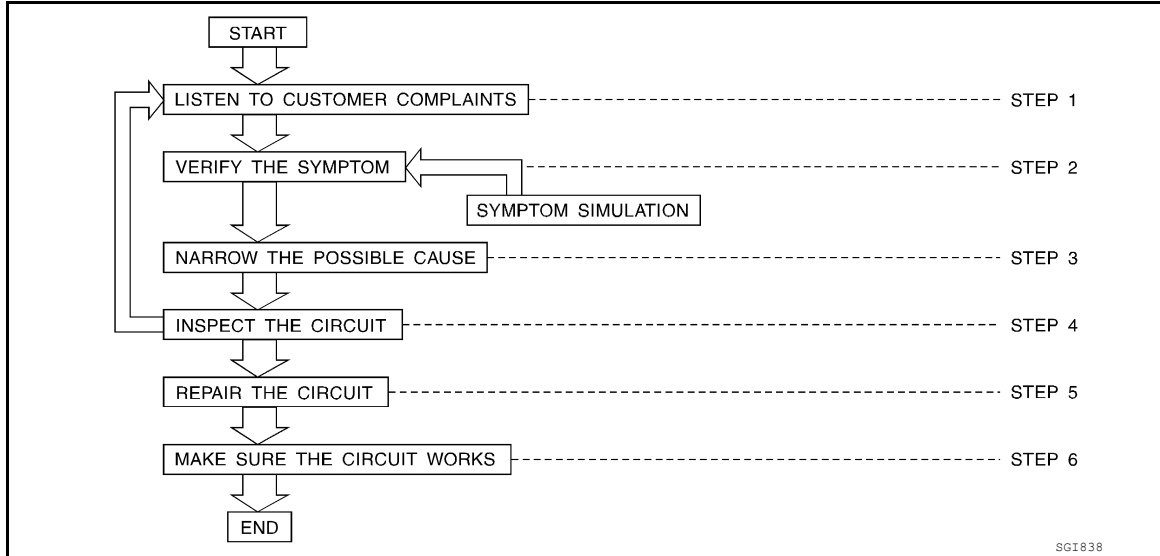 START
LISTEN TO CUSTOMER COMPLAINTS STEP 1
VERIFY THE SYMPTOM STEP 2
SYMPTOM SIMULATION
NARROW THE POSSIBLE CAUSE STEP 3
INSPECT THE CIRCUIT STEP 4
REPAIR THE CIRCUIT STEP 5
MAKE SURE THE CIRCUIT WORKS STEP 6
END
SGI838